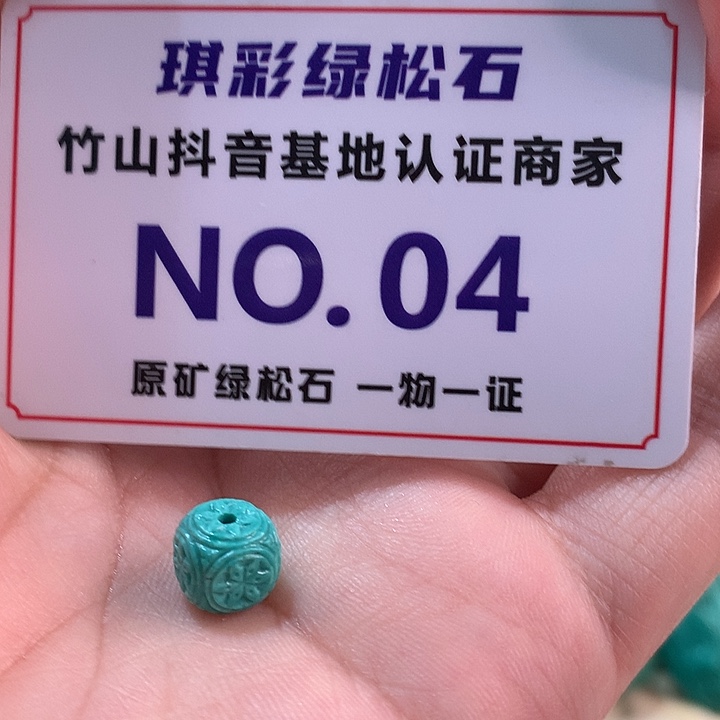 琪彩绿松石
竹山抖音基地认证商家
NO.04
原矿绿松石 一物一证